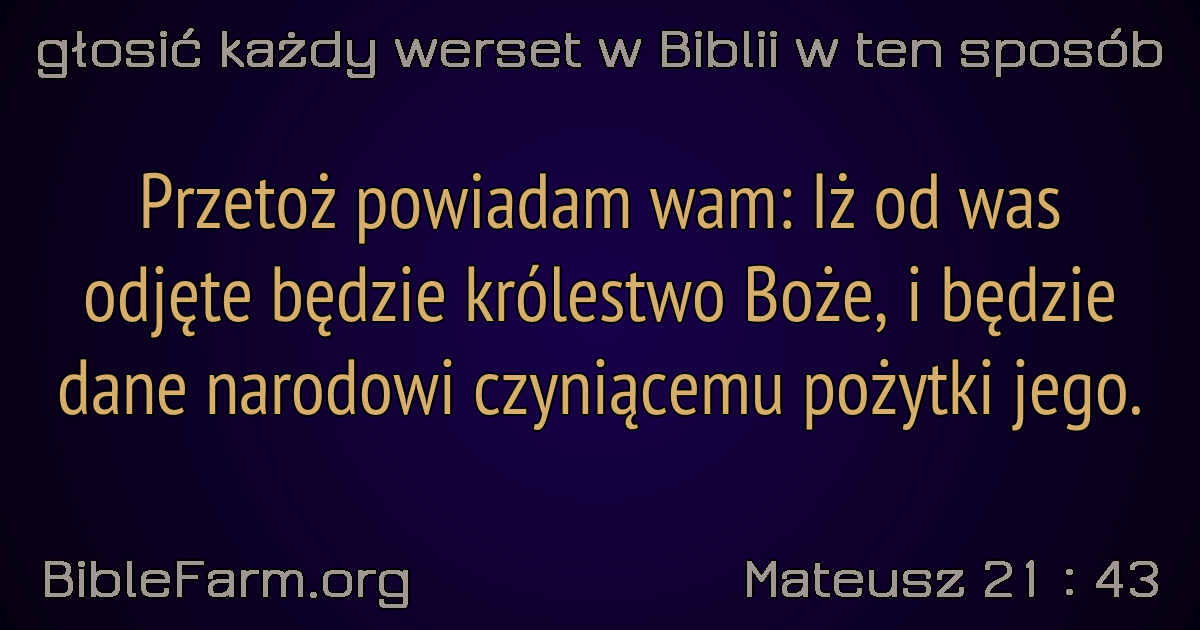 głosić każdy werset w Biblii w ten sposób
Przetoż powiadam wam: Iż od was
odjęte będzie królestwo Boże, i będzie
dane narodowi czyniącemu pożytki jego.
BibleFarm.org
Mateusz 21 : 43